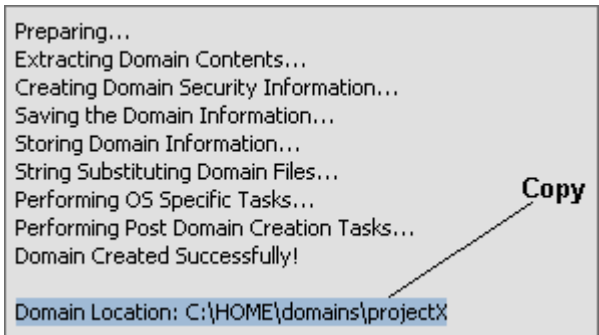 Preparing...
Extracting Domain Contents...
Creating Domain Security Information...
Saving the Domain Information...
Storing Domain Information...
String Substituting Domain Files...
Performing OS Specific Tasks...
Copy
Performing Post Domain Creation Tasks...
Domain Created Successfully!
Domain Location: C:\HOME\domains\projectX